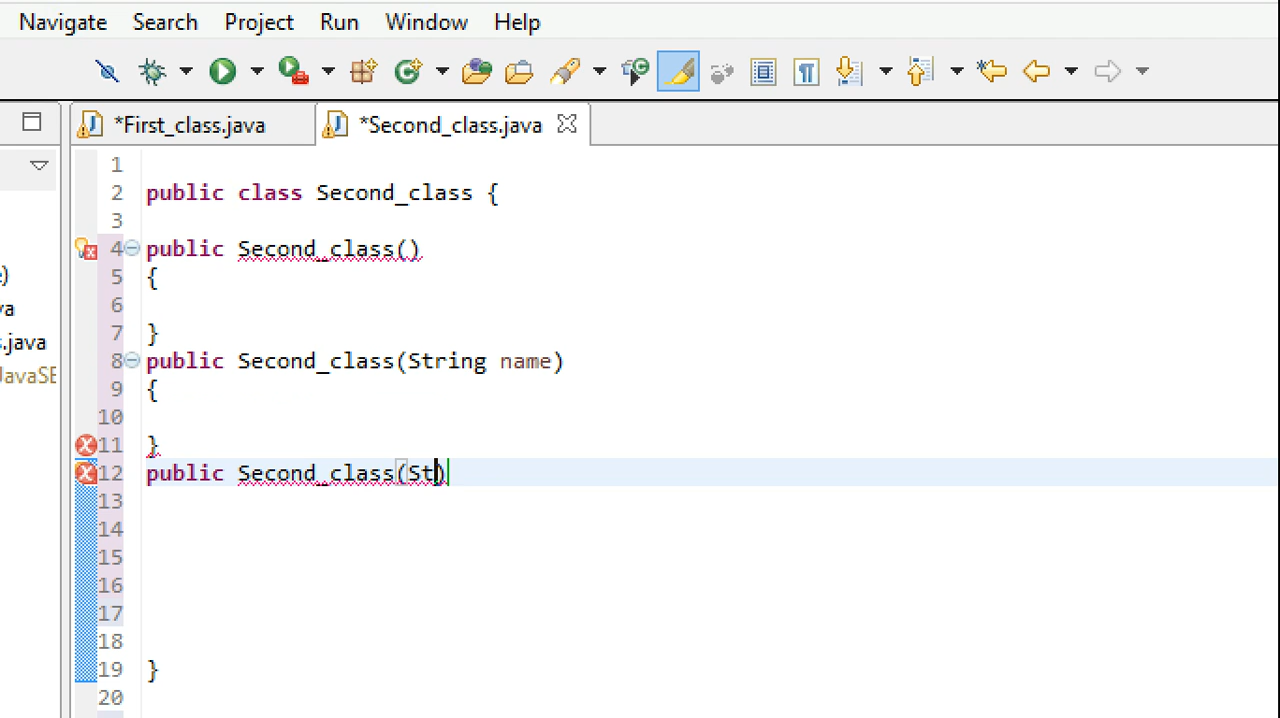 Navigate Search Project Run Window Help
*First_class.java *Second_class.java
1
2 public class Second_class {
3
4 public Second_class()
5 {
6
7 }
8 public Second_class(String name)
9 {
10
11 }
12 public Second_class(St)
13
14
15
16
17
18
19 }
20
)
va
s.java
JavaSE